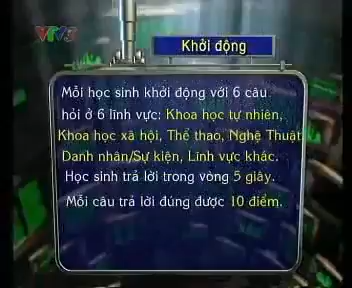 VTV3
Khởi động
Mỗi học sinh khởi động với 6 câu
hỏi ở 6 lĩnh vực: Khoa học tự nhiên,
Khoa học xã hội, Thể thao, Nghệ Thuật
Danh nhân/Sự kiện, Lĩnh vực khác.
Học sinh trả lời trong vòng 5 giây.
Mỗi câu trả lời đúng được 10 điểm.